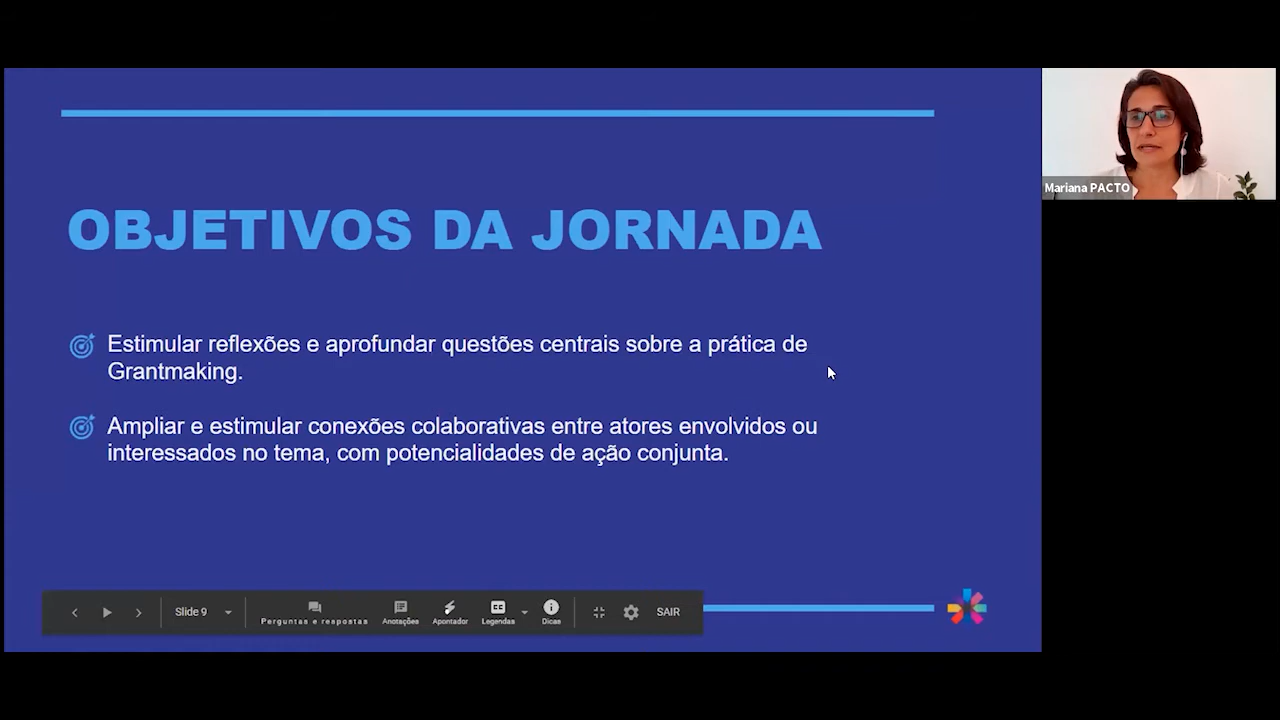 OBJETIVOS DA JORNADA
Estimular reflexões e aprofundar questões centrais sobre a prática de
Grantmaking.
Ampliar e estimular conexões colaborativas entre atores envolvidos ou
interessados no tema, com potencialidades de ação conjunta.
Mariana PACTO
Slide 9
Perguntas e respostas
Anotações
Apontador
CC
Legendas
Dicas
SAIR